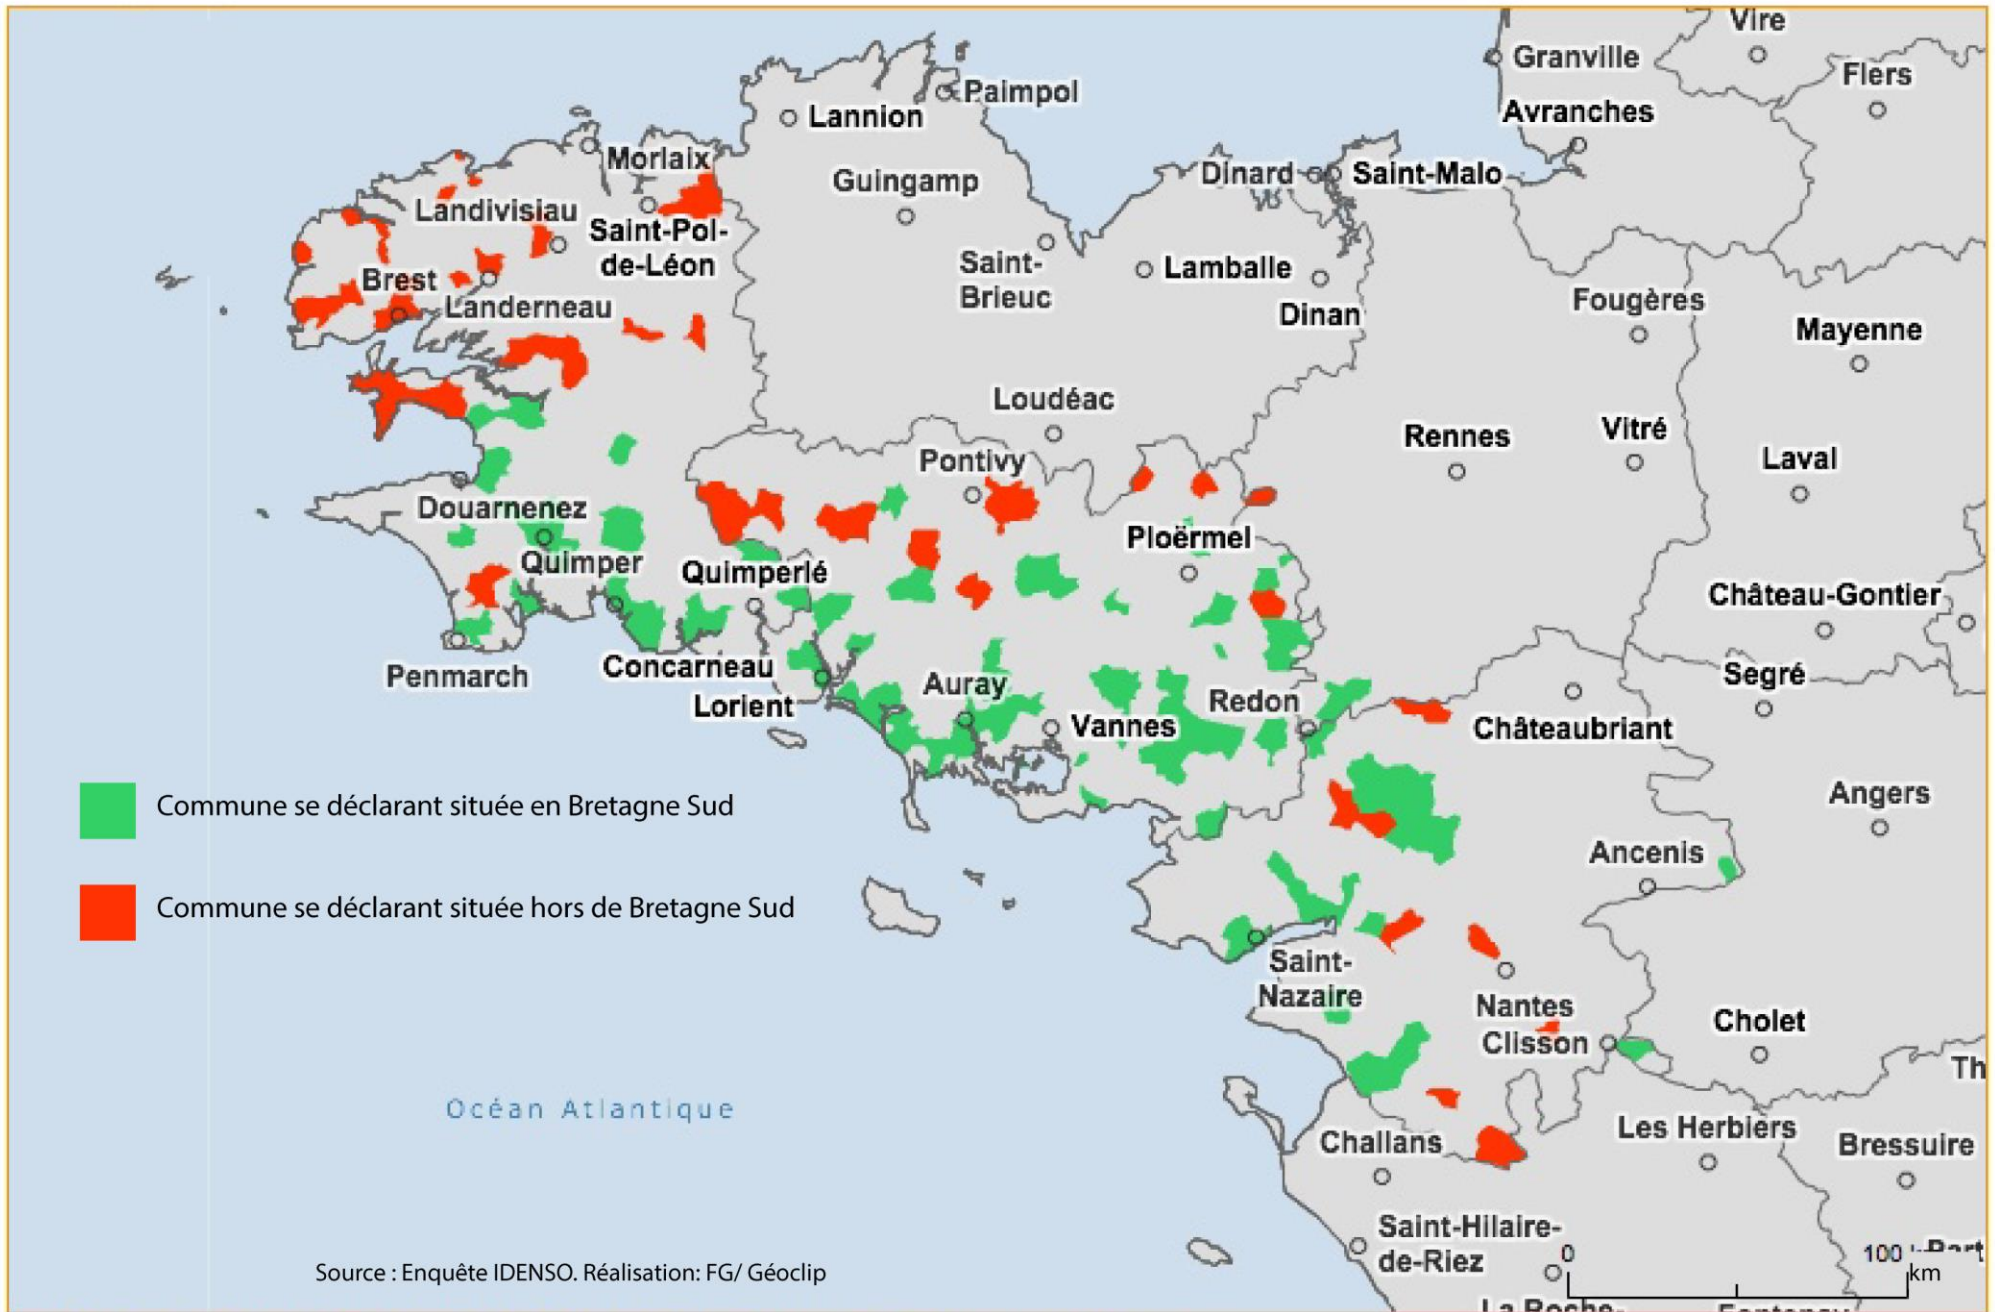 Vire
Granville
Flers
Paimpol
Lannion
Avranches
Morlaix
Guingamp
Dinard
Saint-Malo
Landivisiau
Saint-Pol-
de-Léon
Saint-
Brieuc
Lamballe
Brest
Landerneau
Dinan
Fougères
Mayenne
Loudéac
Rennes
Vitré
Laval
Pontivy
Douarnenez
Ploërmel
Quimper
Quimperlé
Château-Gontier
Penmarch
Concarneau
Lorient
Auray
Vannes
Redon
Segré
Châteaubriant
Angers
Commune se déclarant située en Bretagne Sud
Ancenis
Commune se déclarant située hors de Bretagne Sud
Saint-
Nazaire
Nantes
Clisson
Cholet
Th
Océan Atlantique
Challans
Les Herbiers
Bressuire
Saint-Hilaire-
de-Riez
0
100
km
Source : Enquête IDENSO. Réalisation: FG/ Géoclip